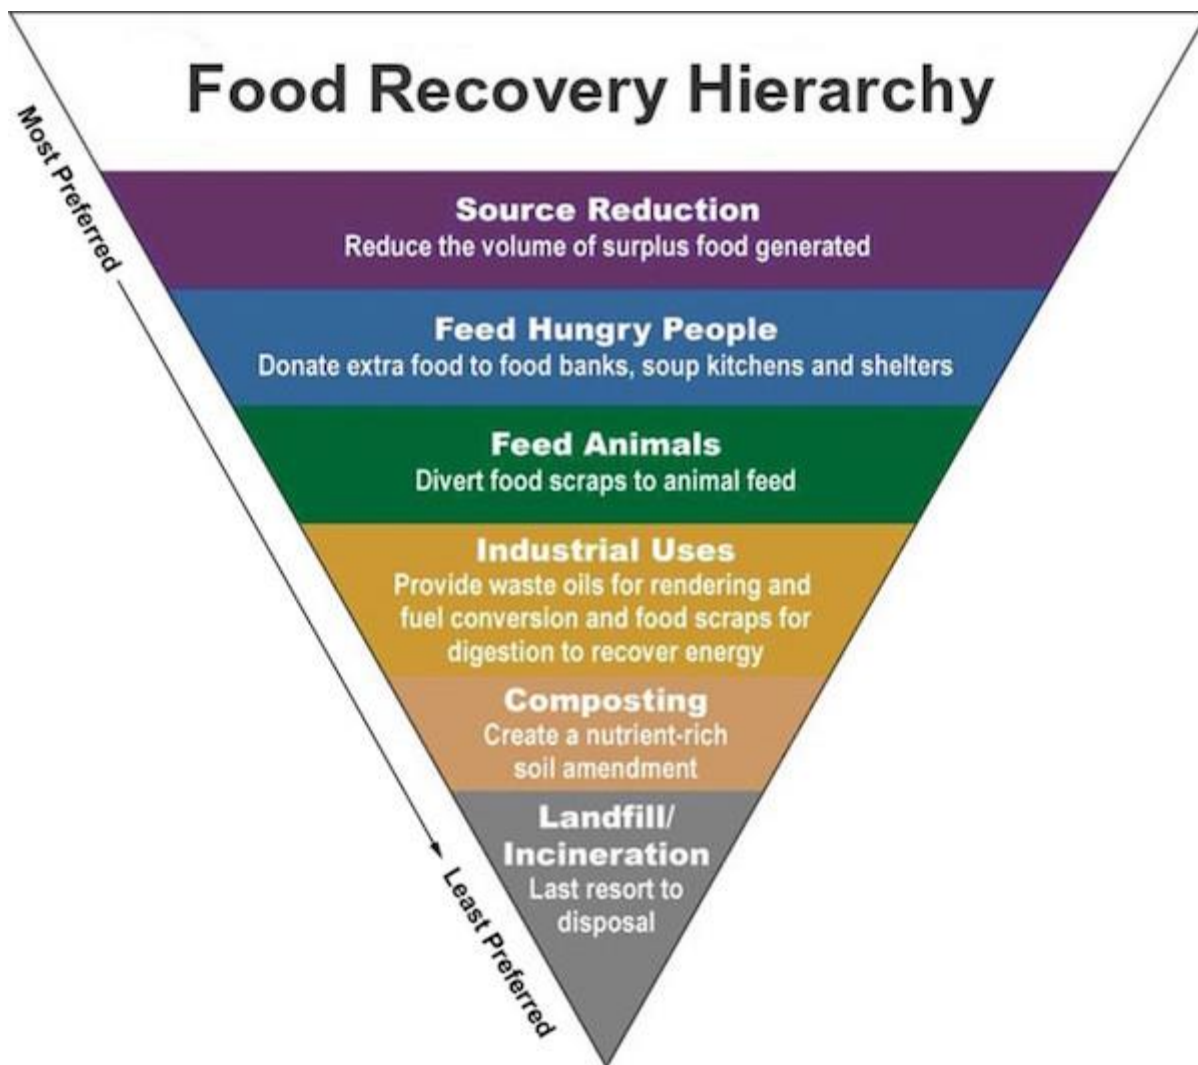 Food Recovery Hierarchy
Most Preferred
Source Reduction
Reduce the volume of surplus food generated
Feed Hungry People
Donate extra food to food banks, soup kitchens and shelters
Feed Animals
Divert food scraps to animal feed
Industrial Uses
Provide waste oils for rendering and
fuel conversion and food scraps for
digestion to recover energy
Composting
Create a nutrient-rich
soil amendment
Landfill/
Incineration
Last resort to
disposal
Least Preferred